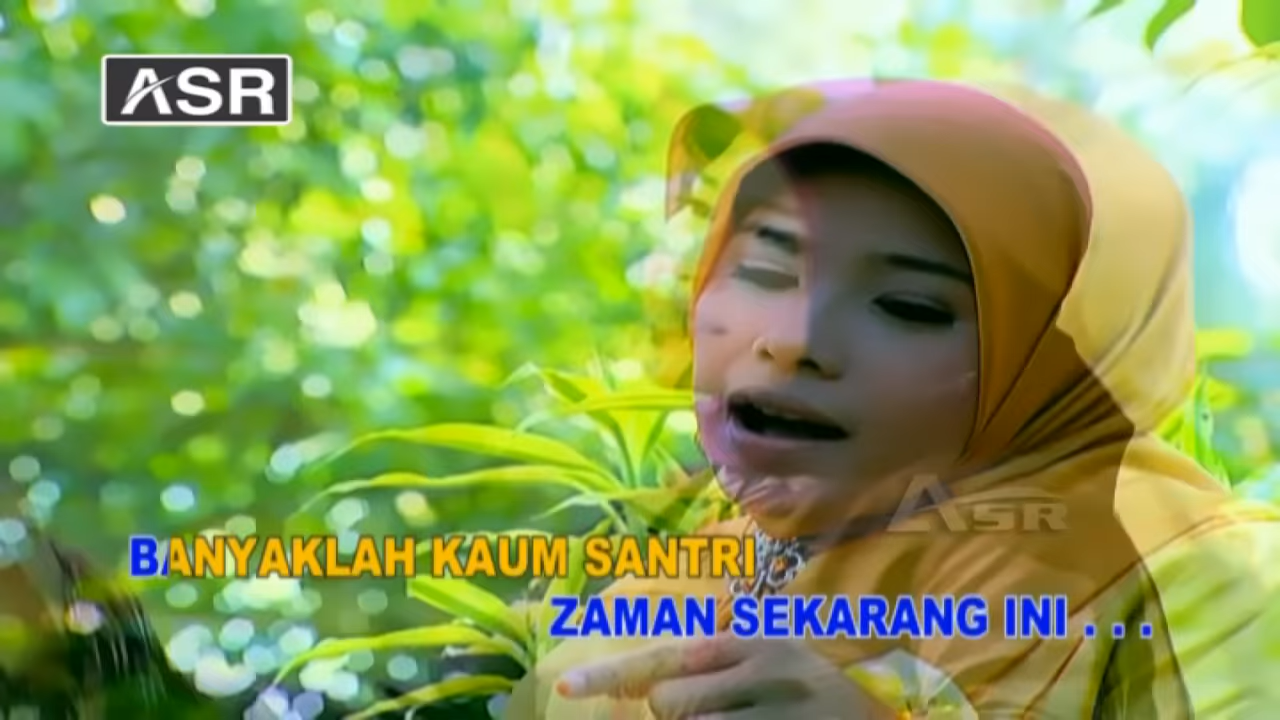 ASR
ASR
BANYAKLAH KAUM SANTRI
ZAMAN SEKARANG INI . . .